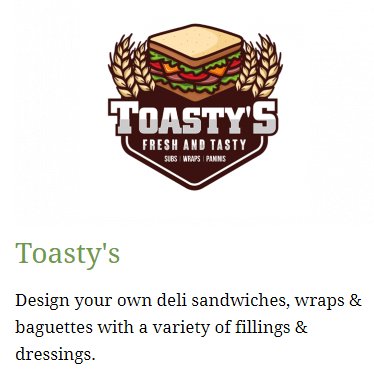 TOASTY'S
FRESH AND TASTY
SUBS | WRAPS | PANINIS
Toasty's
Design your own deli sandwiches, wraps &
baguettes with a variety of fillings &
dressings.